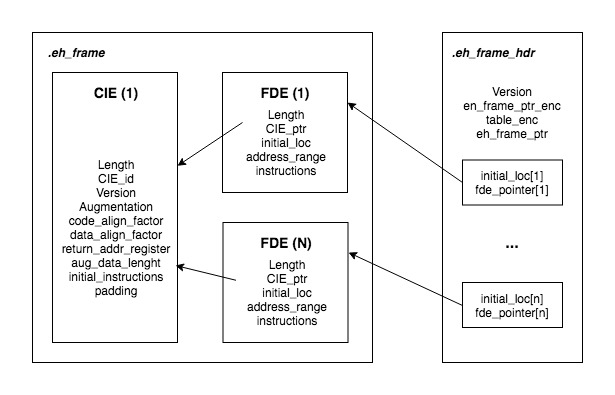 .eh_frame
CIE (1)
Length
CIE_id
Version
Augmentation
code_align_factor
data_align_factor
return_addr_register
aug_data_lenght
initial_instructions
padding
FDE (1)
Length
CIE_ptr
initial_loc
address_range
instructions
FDE (N)
Length
CIE_ptr
initial_loc
address_range
instructions
.eh_frame_hdr
Version
en_frame_ptr_enc
table_enc
eh_frame_ptr
initial_loc[1]
fde_pointer[1]
...
initial_loc[n]
fde_pointer[n]